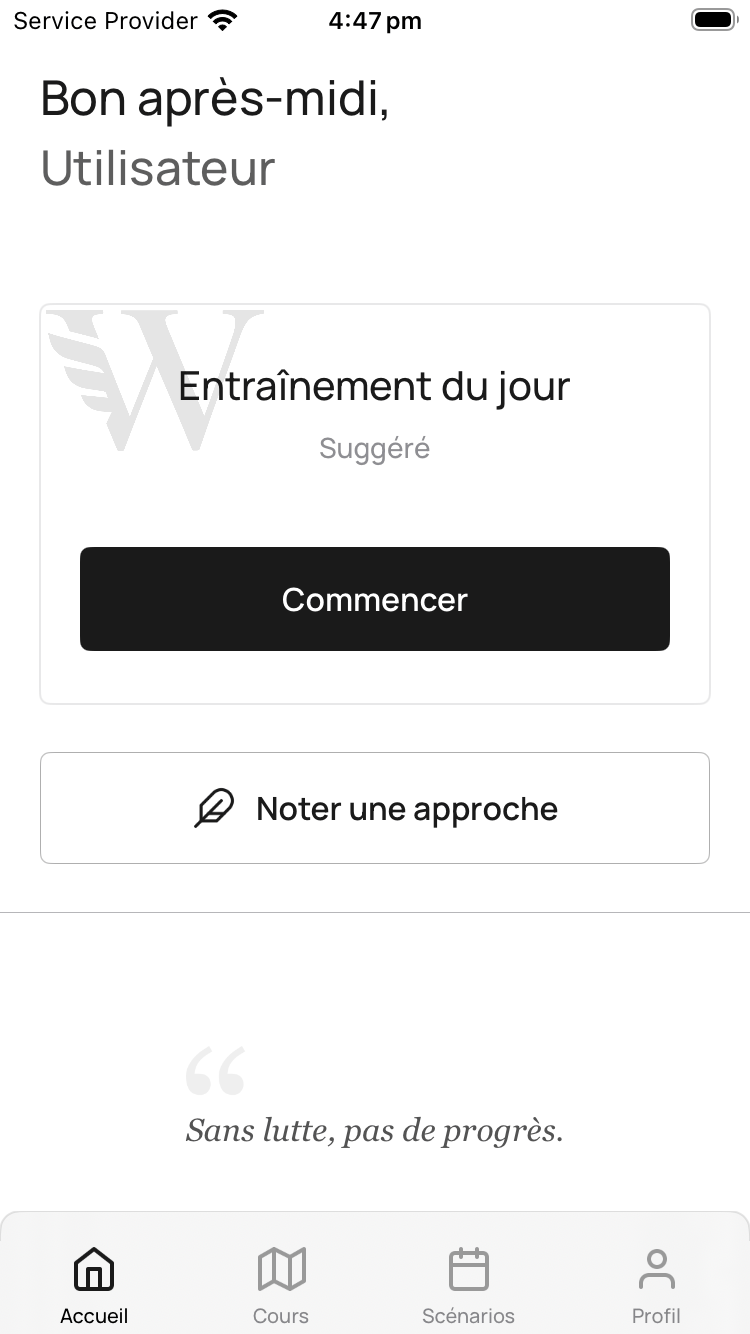 Service Provider 4:47 pm
Bon après-midi,
Utilisateur
W
Entraînement du jour
Suggéré
Commencer
Noter une approche
“
Sans lutte, pas de progrès.
Accueil Cours Scénarios Profil